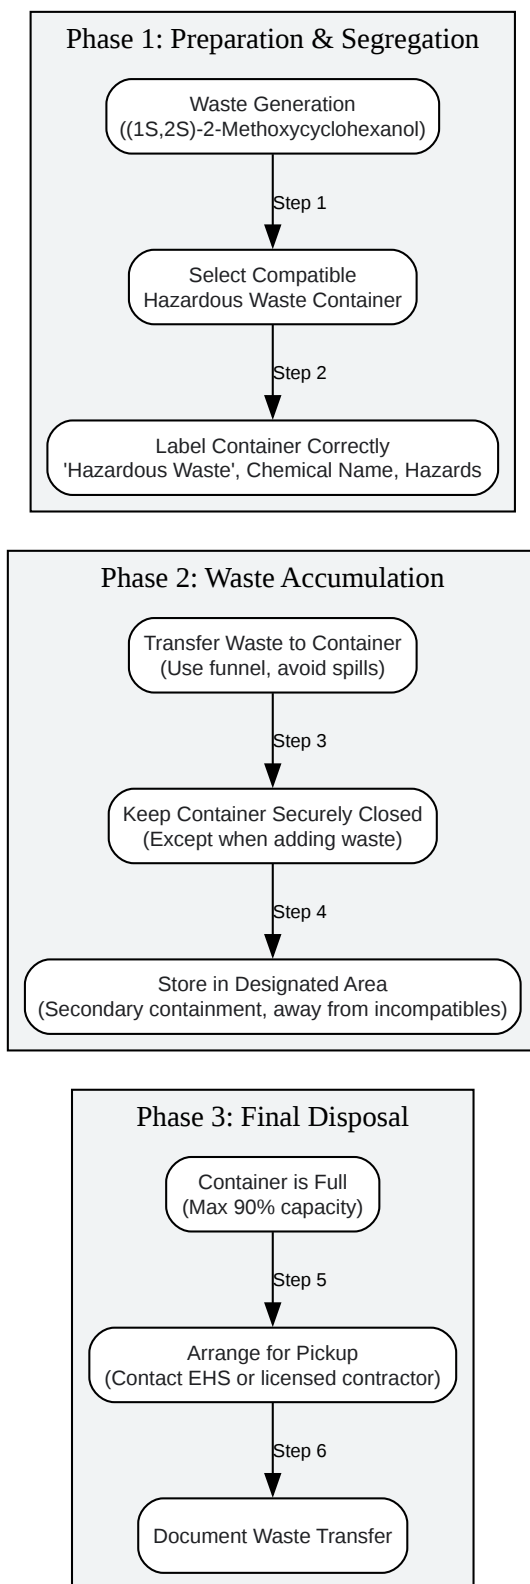 Phase 1: Preparation & Segregation
Waste Generation
((1S,2S)-2-Methoxycyclohexanol)
Step 1
Select Compatible
Hazardous Waste Container
Step 2
Label Container Correctly
'Hazardous Waste', Chemical Name, Hazards
Phase 2: Waste Accumulation
Transfer Waste to Container
(Use funnel, avoid spills)
Step 3
Keep Container Securely Closed
(Except when adding waste)
Step 4
Store in Designated Area
(Secondary containment, away from incompatibles)
Phase 3: Final Disposal
Container is Full
(Max 90% capacity)
Step 5
Arrange for Pickup
(Contact EHS or licensed contractor)
Step 6
Document Waste Transfer